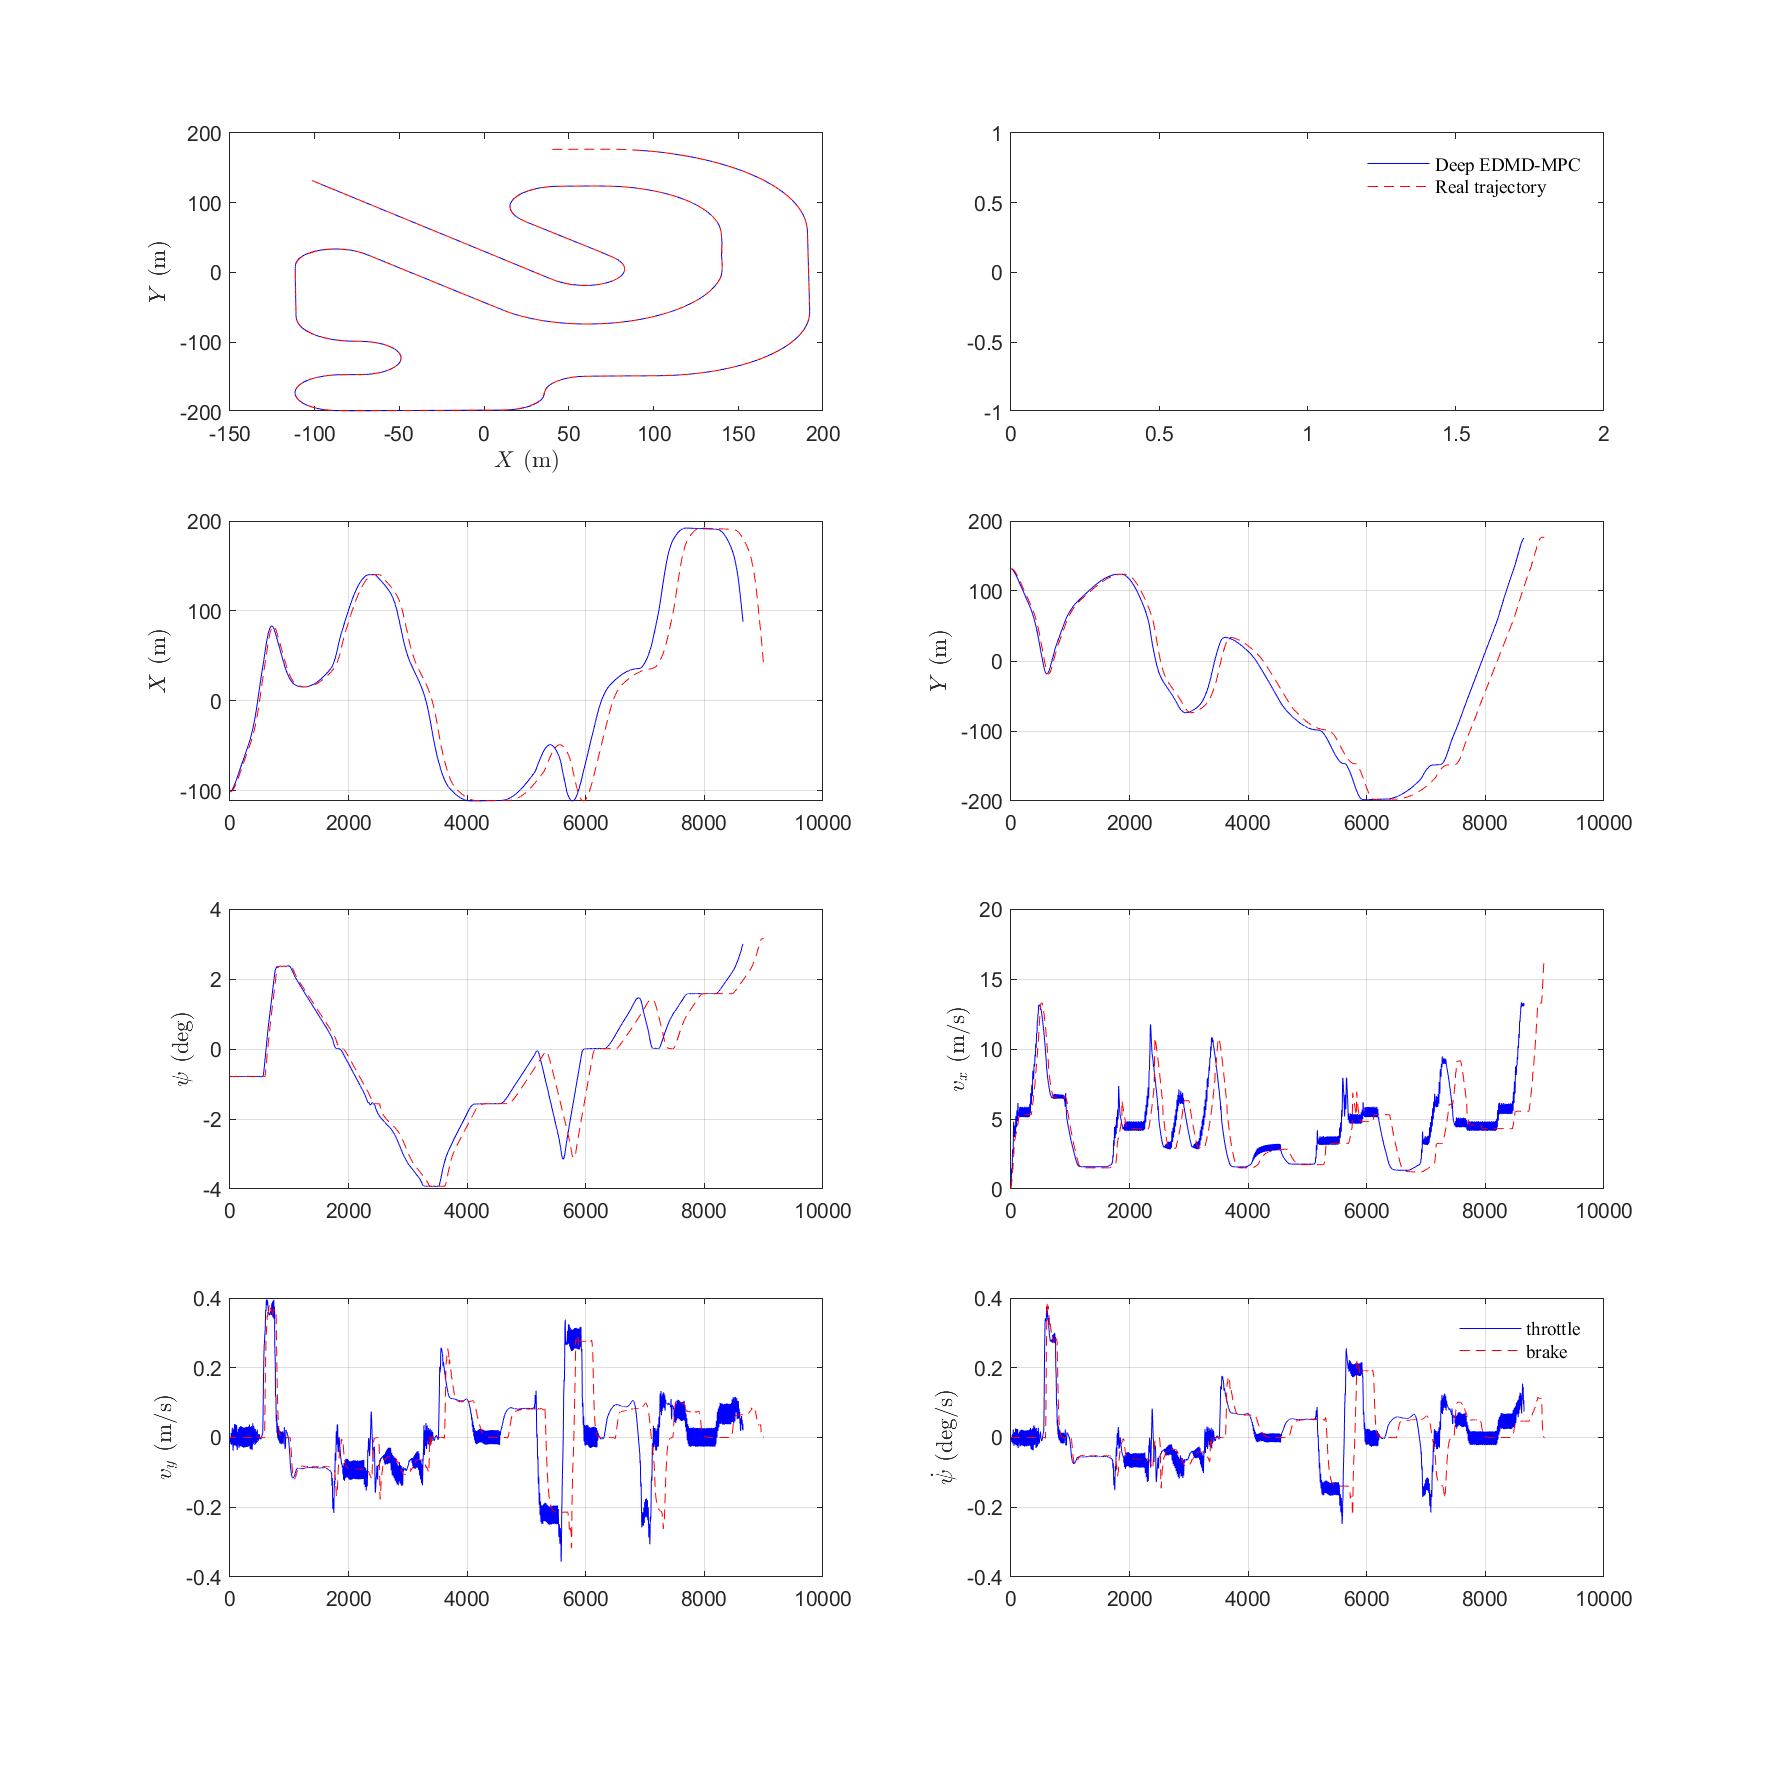 200
100
0
-100
-200
-150 -100 -50 0 50 100 150 200
Y (m)
X (m)
1
0.5
0
-0.5
-1
0 0.5 1 1.5 2
Deep EDMD-MPC
Real trajectory
200
100
0
-100
0 2000 4000 6000 8000 10000
X (m)
200
100
0
-100
-200
0 2000 4000 6000 8000 10000
Y (m)
4
2
0
-2
-4
0 2000 4000 6000 8000 10000
ψ (deg)
20
15
10
5
0
0 2000 4000 6000 8000 10000
v_x (m/s)
0.4
0.2
0
-0.2
-0.4
0 2000 4000 6000 8000 10000
v_y (m/s)
0.4
0.2
0
-0.2
-0.4
0 2000 4000 6000 8000 10000
ψ̇ (deg/s)
throttle
brake